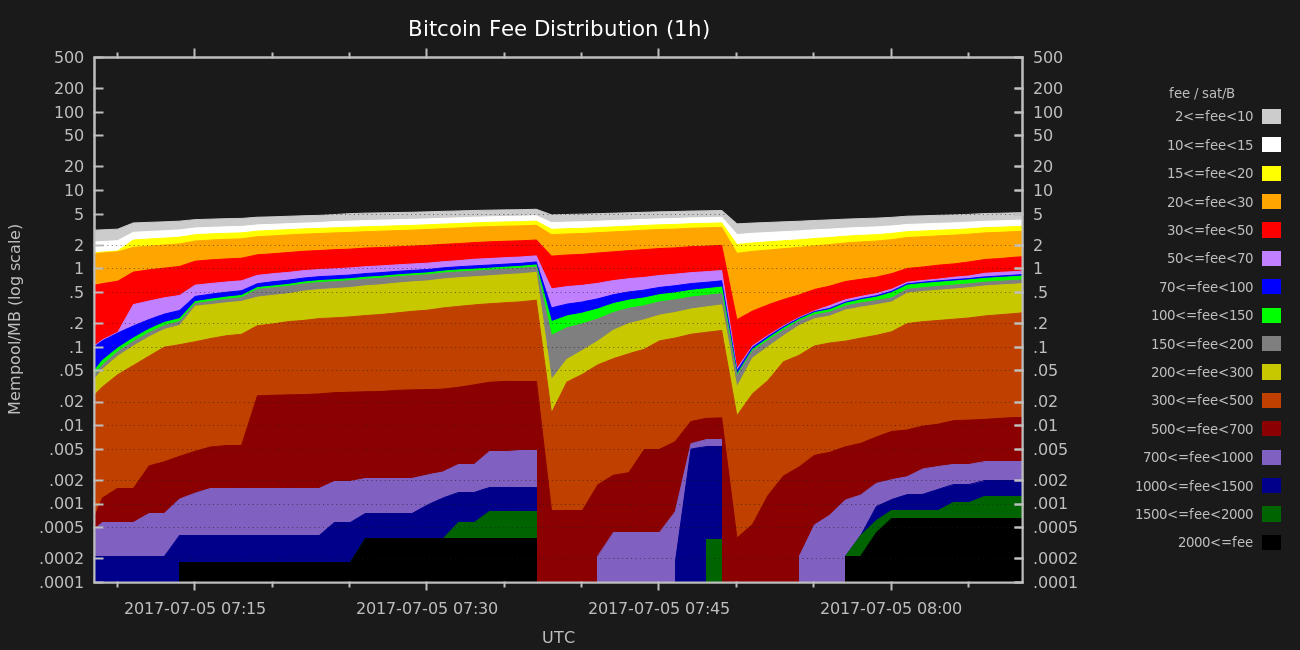 Bitcoin Fee Distribution (1h)
500 500
200 200
100 100
50 50
20 20
10 10
5 5
2 2
1 1
.5 .5
.2 .2
.1 .1
.05 .05
.02 .02
.01 .01
.005 .005
.002 .002
.001 .001
.0005 .0005
.0002 .0002
.0001 .0001
Mempool/MB (log scale)
2017-07-05 07:15 2017-07-05 07:30 2017-07-05 07:45 2017-07-05 08:00
UTC
fee / sat/B
2<=fee<10
10<=fee<15
15<=fee<20
20<=fee<30
30<=fee<50
50<=fee<70
70<=fee<100
100<=fee<150
150<=fee<200
200<=fee<300
300<=fee<500
500<=fee<700
700<=fee<1000
1000<=fee<1500
1500<=fee<2000
2000<=fee